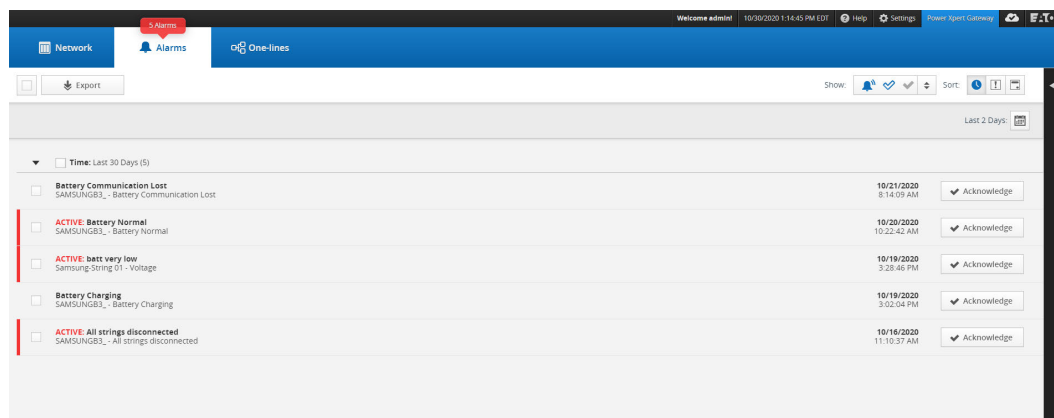 5 Alarms
Welcome admin! 10/30/2020 1:14:45 PM EDT Help Settings Power Xpert Gateway
Network Alarms One-lines
Export Show: Sort:
Last 2 Days:
Time: Last 30 Days (5)
Battery Communication Lost 10/21/2020
SAMSUNGB3_ - Battery Communication Lost 8:14:09 AM Acknowledge
ACTIVE: Battery Normal 10/20/2020
SAMSUNGB3_ - Battery Normal 10:22:42 AM Acknowledge
ACTIVE: batt very low 10/19/2020
Samsung-String 01 - Voltage 3:28:46 PM Acknowledge
Battery Charging 10/19/2020
SAMSUNGB3_ - Battery Charging 3:02:04 PM Acknowledge
ACTIVE: All strings disconnected 10/16/2020
SAMSUNGB3_ - All strings disconnected 11:10:37 AM Acknowledge